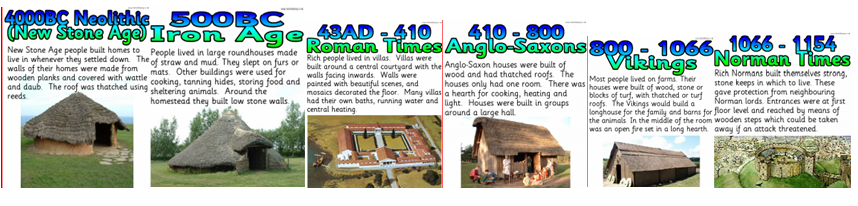 4000BC Neolithic
(New Stone Age)
New Stone Age people built homes to
live in whenever they settled down.  The
walls of their homes were made from
wooden planks and covered with wattle
and daub.  The roof was thatched using
reeds.
500BC
Iron Age
People lived in large roundhouses made
of straw and mud. They slept on furs or
mats.  Other buildings were used for
cooking, tanning hides, storing food and
sheltering animals.  Around the
homestead they built low stone walls.
43AD - 410
Roman Times
Rich people lived in villas.  Villas were
built around a central courtyard with the
walls facing inwards.  Walls were
painted with beautiful scenes, and
mosaics decorated the floor.  Many villas
had their own baths, running water and
central heating.
410 - 800
Anglo-Saxons
Anglo-Saxon houses were built of
wood and had thatched roofs.  The
houses only had one room.  There was
a hearth for cooking, heating and
light.  Houses were built in groups
around a large hall.
800 - 1066
Vikings
Most people lived on farms. Their
houses were built of wood, stone or
blocks of turf, with thatched or turf
roofs.  The Vikings would build a
longhouse for the family and barns for
the animals. In the middle of the room
was an open fire set in a long hearth.
1066 - 1154
Norman Times
Rich Normans built themselves strong,
stone keeps in which to live.  These
gave protection from neighbouring
Norman lords. Entrances were at first
floor level and reached by means of
wooden steps which could be taken
away if an attack threatened.